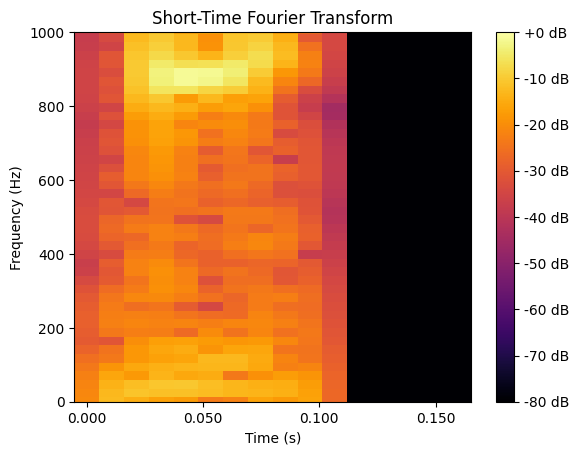 Short-Time Fourier Transform
1000
800
600
400
200
0
Frequency (Hz)
0.000
0.050
0.100
0.150
Time (s)
+0 dB
-10 dB
-20 dB
-30 dB
-40 dB
-50 dB
-60 dB
-70 dB
-80 dB